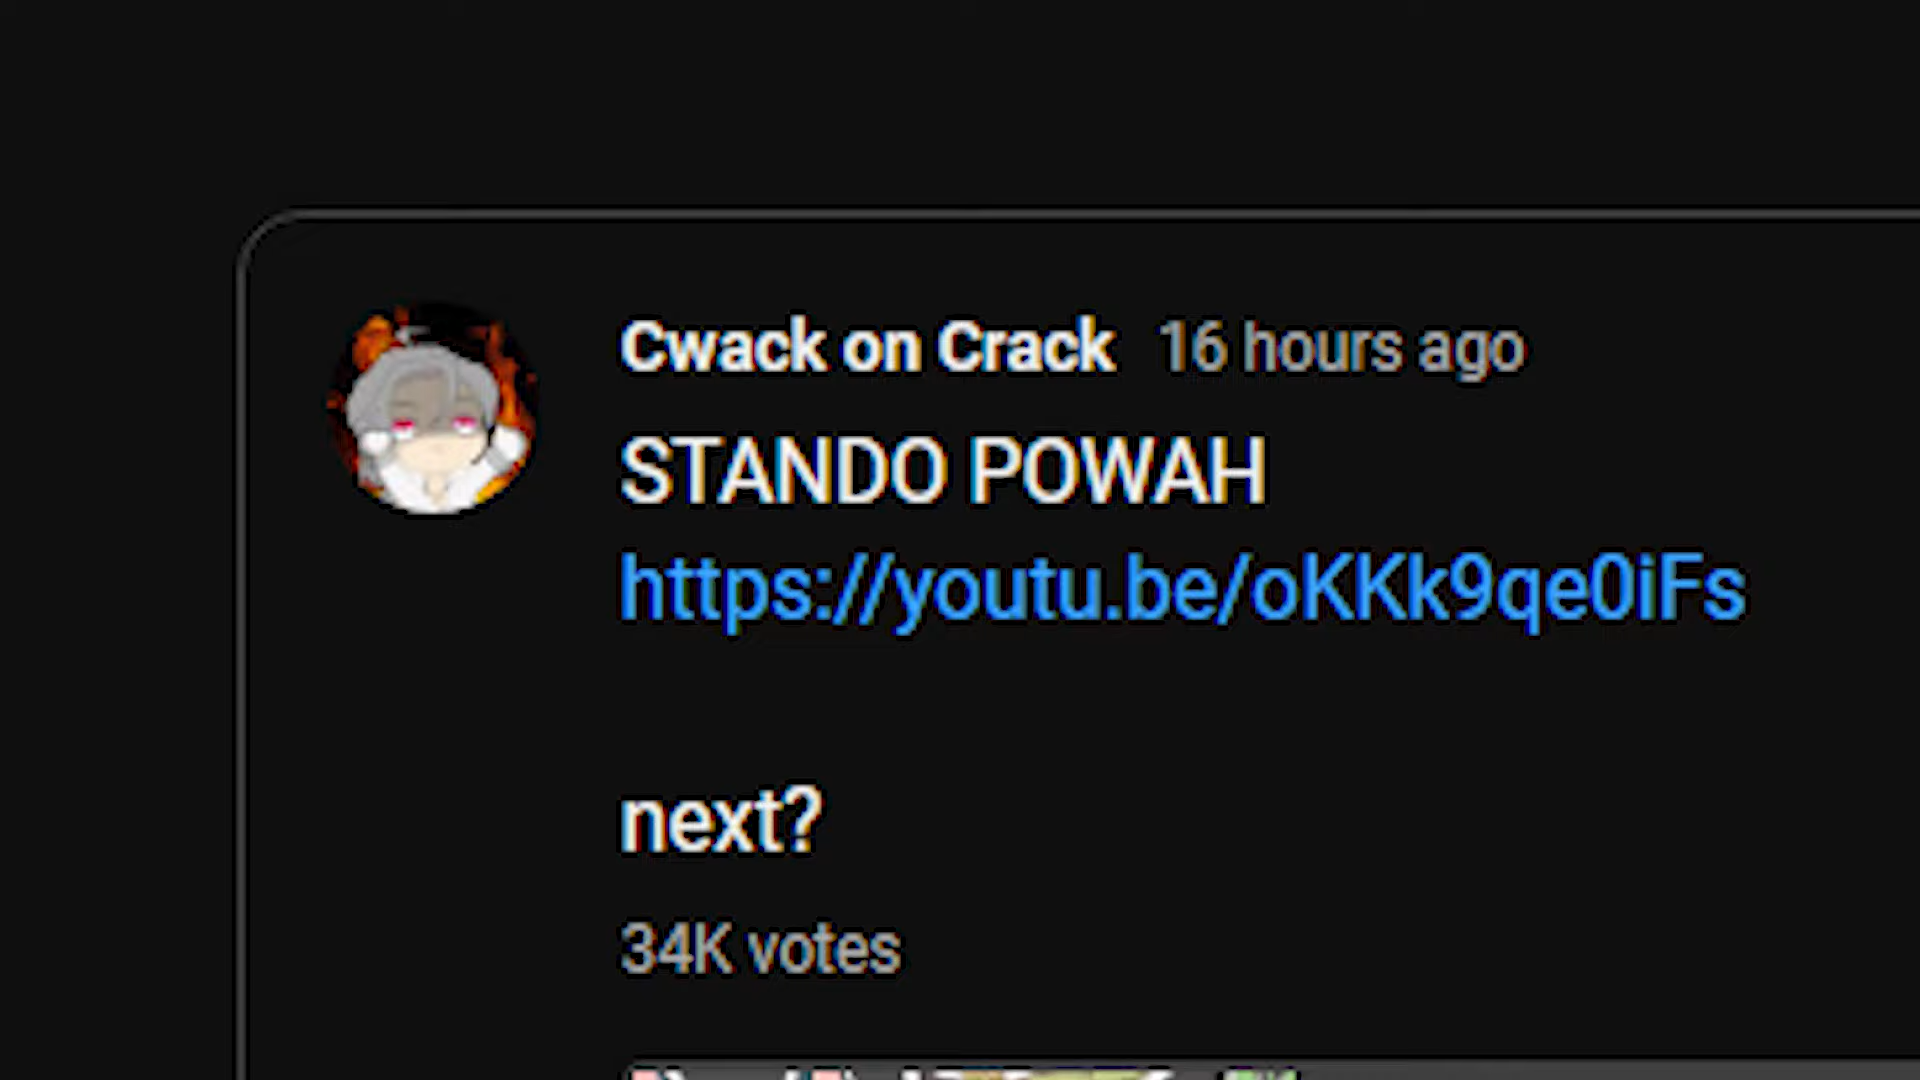 Cwack on Crack 16 hours ago
STANDO POWAH
https://youtu.be/oKKk9qe0iFs
next?
34K votes